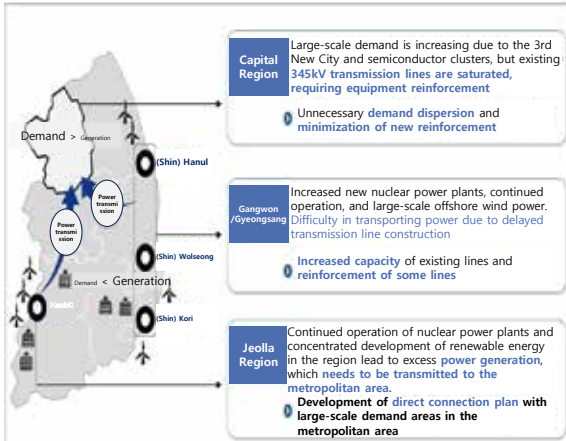 Capital
Region
Large-scale demand is increasing due to the 3rd
New City and semiconductor clusters, but existing
345kV transmission lines are saturated,
requiring equipment reinforcement
Unnecessary demand dispersion and
minimization of new reinforcement
Demand > Generation
(Shin) Hanul
Power
transmi
ssion
Power
transmi
ssion
Gangwon
/Gyeongsang
Increased new nuclear power plants, continued
operation, and large-scale offshore wind power.
Difficulty in transporting power due to delayed
transmission line construction
Increased capacity of existing lines and
reinforcement of some lines
(Shin) Wolseong
Demand < Generation
(Shin) Kori
Jeolla
Region
Continued operation of nuclear power plants and
concentrated development of renewable energy
in the region lead to excess power generation,
which needs to be transmitted to the
metropolitan area.
Development of direct connection plan with
large-scale demand areas in the
metropolitan area